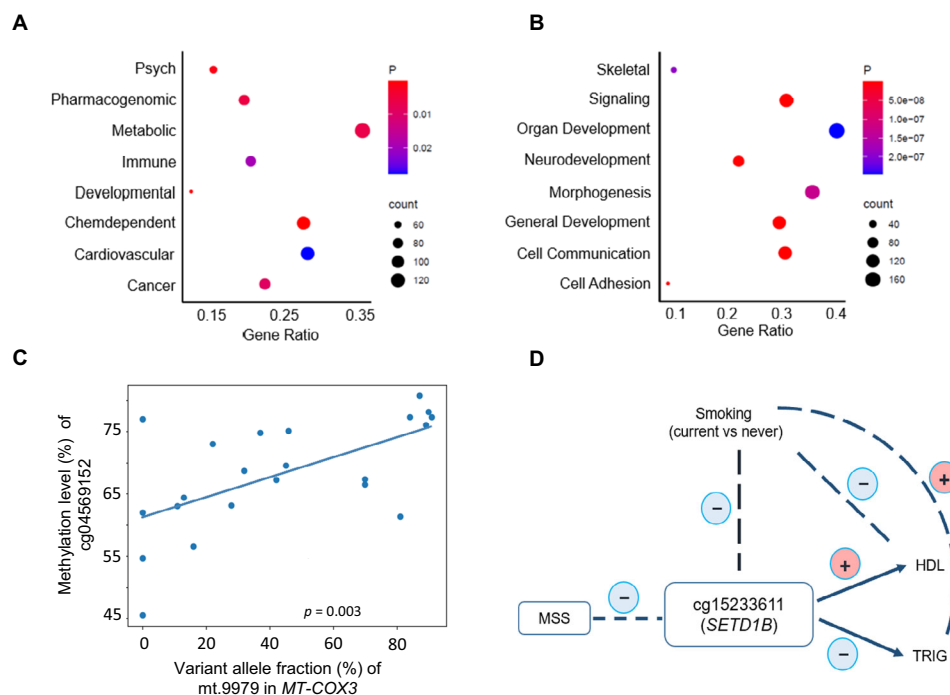 A
Psych
Pharmacogenomic
Metabolic
Immune
Developmental
Chemdependent
Cardiovascular
Cancer
0.15 0.25 0.35
Gene Ratio
P
0.01
0.02
count
60
80
100
120
B
Skeletal
Signaling
Organ Development
Neurodevelopment
Morphogenesis
General Development
Cell Communication
Cell Adhesion
0.1 0.2 0.3 0.4
Gene Ratio
P
5.0e−08
1.0e−07
1.5e−07
2.0e−07
count
40
80
120
160
C
Methylation level (%) of
cg04569152
75
65
55
45
p = 0.003
0 20 40 60 80
Variant allele fraction (%) of
mt.9979 in MT-COX3
D
Smoking
(current vs never)
−
−
+
HDL
+
MSS
−
cg15233611
(SETD1B)
−
TRIG